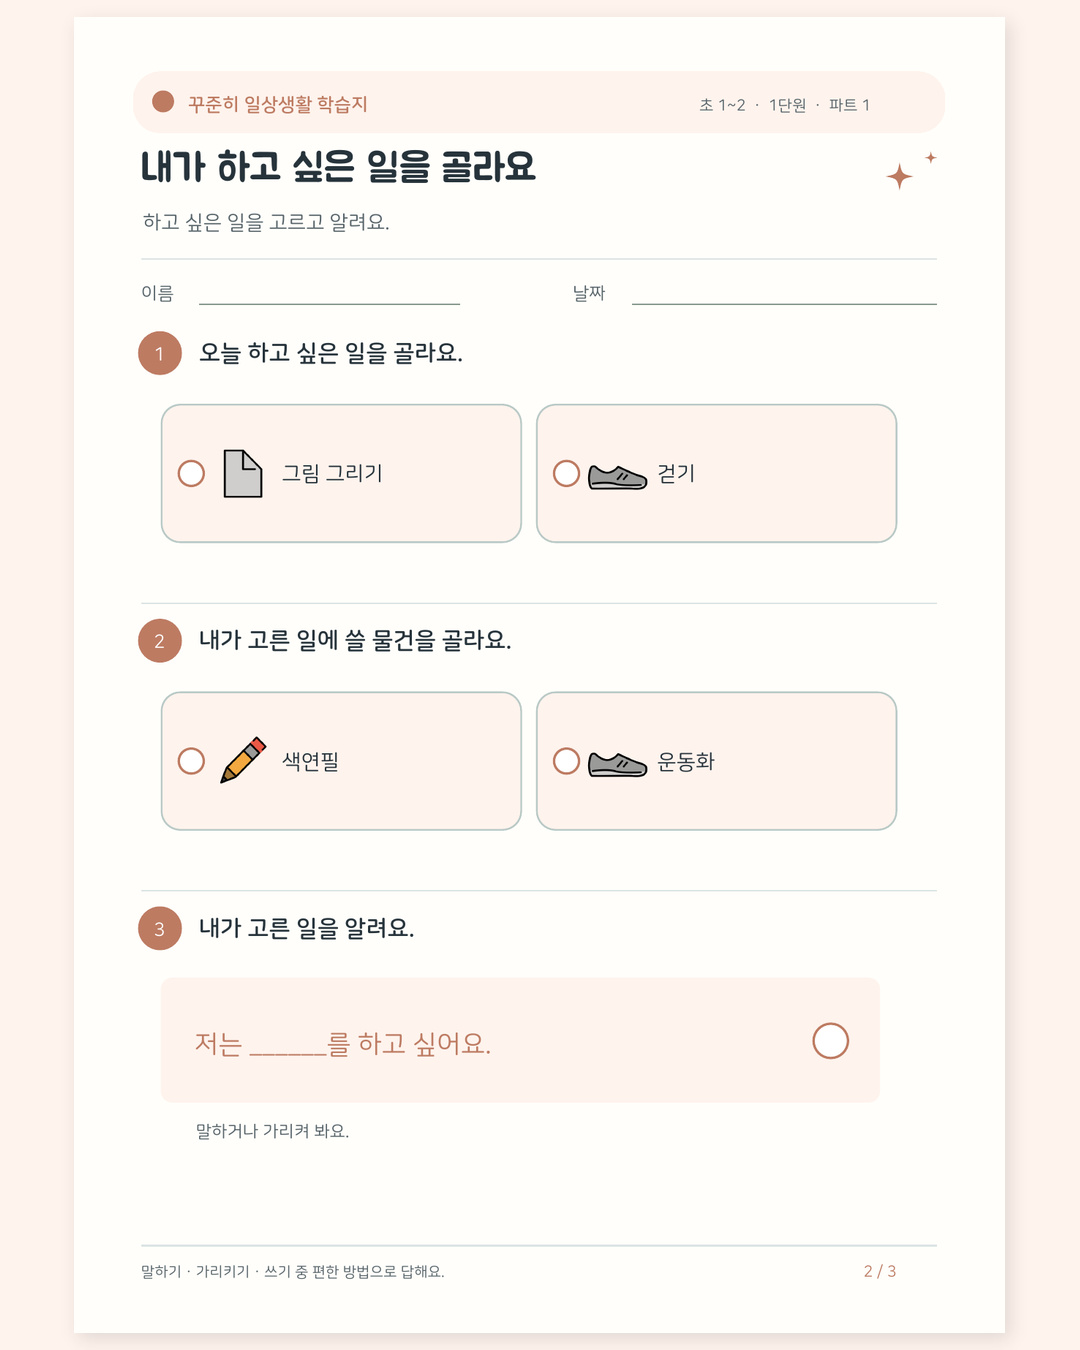 꾸준히 일상생활 학습지
초 1~2 · 1단원 · 파트 1
내가 하고 싶은 일을 골라요
하고 싶은 일을 고르고 알려요.
이름
날짜
1 오늘 하고 싶은 일을 골라요.
그림 그리기
걷기
2 내가 고른 일에 쓸 물건을 골라요.
색연필
운동화
3 내가 고른 일을 알려요.
저는 ______를 하고 싶어요.
말하거나 가리켜 봐요.
말하기 · 가리키기 · 쓰기 중 편한 방법으로 답해요.
2 / 3